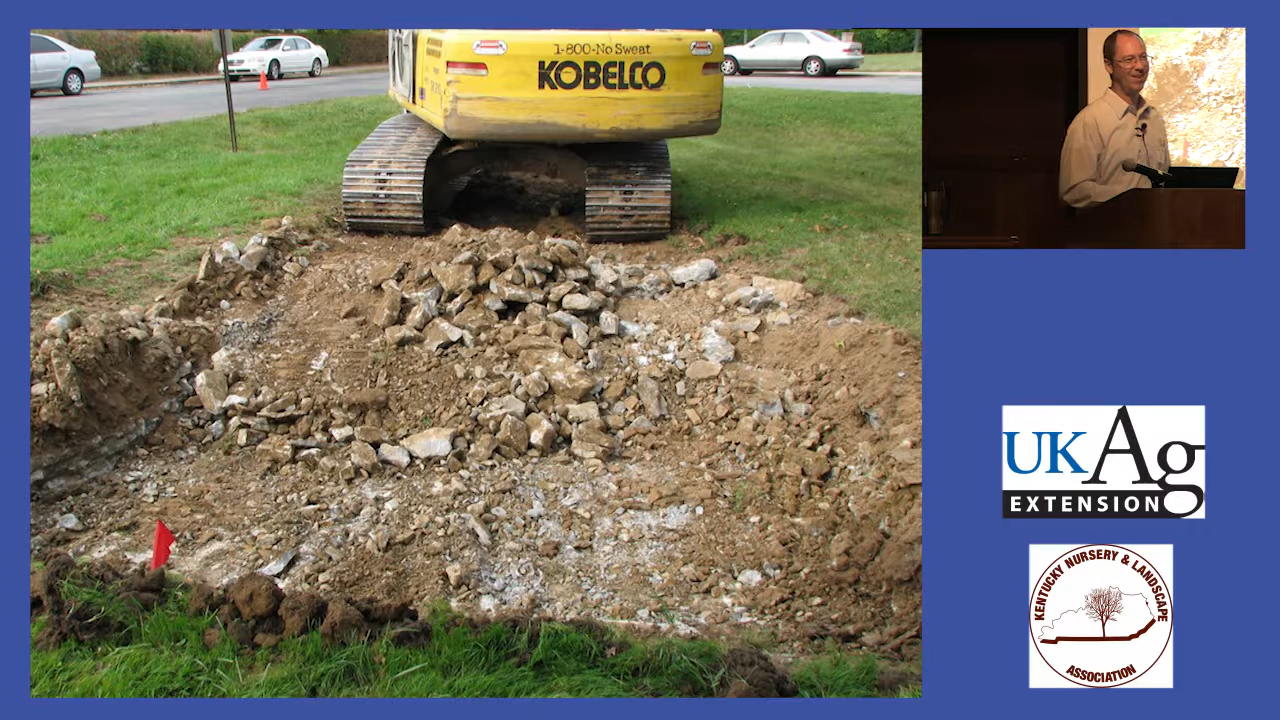 1-800-No Sweat
KOBELCO
UKAg
EXTENSION
KENTUCKY NURSERY & LANDSCAPE
ASSOCIATION